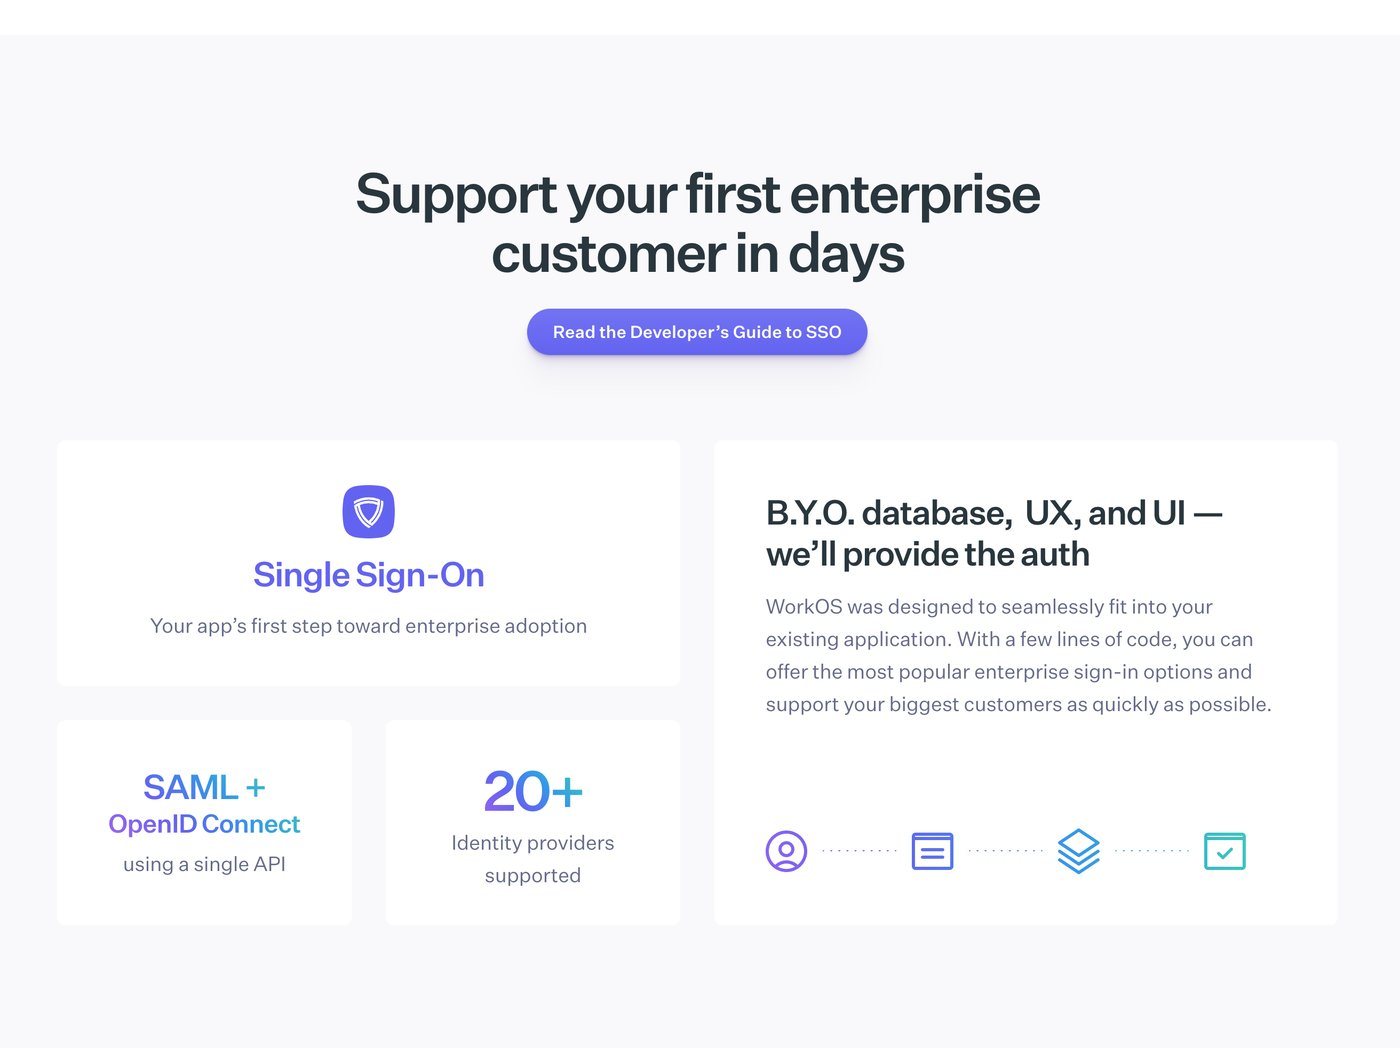 Support your first enterprise
customer in days
Read the Developer’s Guide to SSO
Single Sign-On
Your app’s first step toward enterprise adoption
SAML +
OpenID Connect
using a single API
20+
Identity providers
supported
B.Y.O. database, UX, and UI —
we’ll provide the auth
WorkOS was designed to seamlessly fit into your
existing application. With a few lines of code, you can
offer the most popular enterprise sign-in options and
support your biggest customers as quickly as possible.